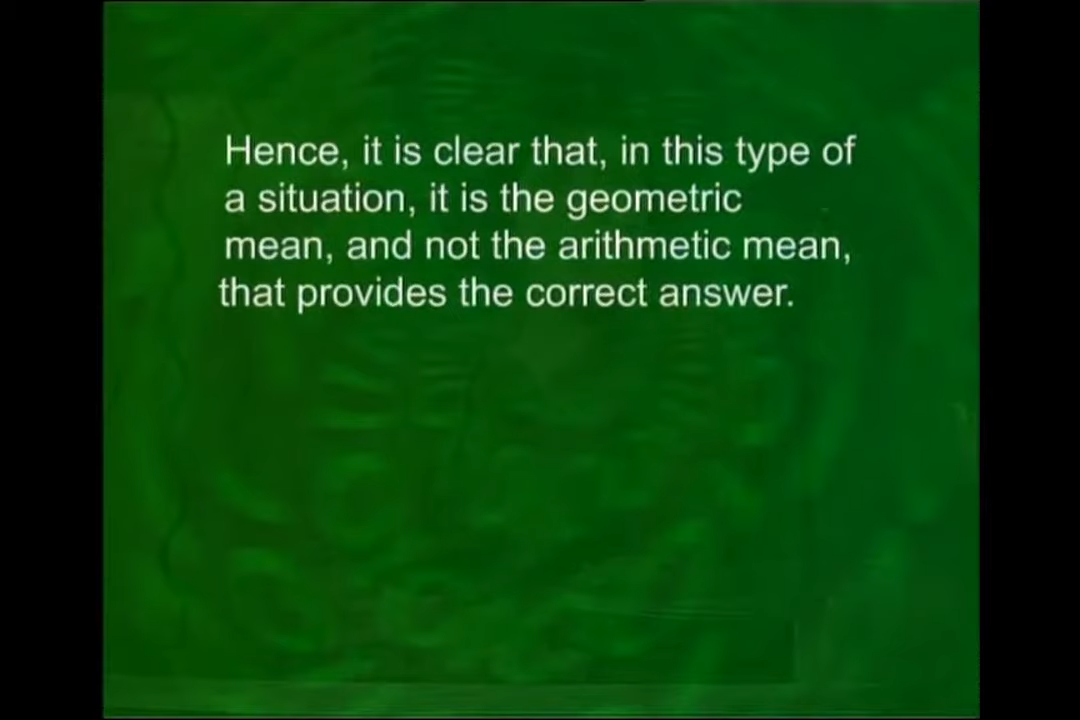 Hence, it is clear that, in this type of
a situation, it is the geometric
mean, and not the arithmetic mean,
that provides the correct answer.